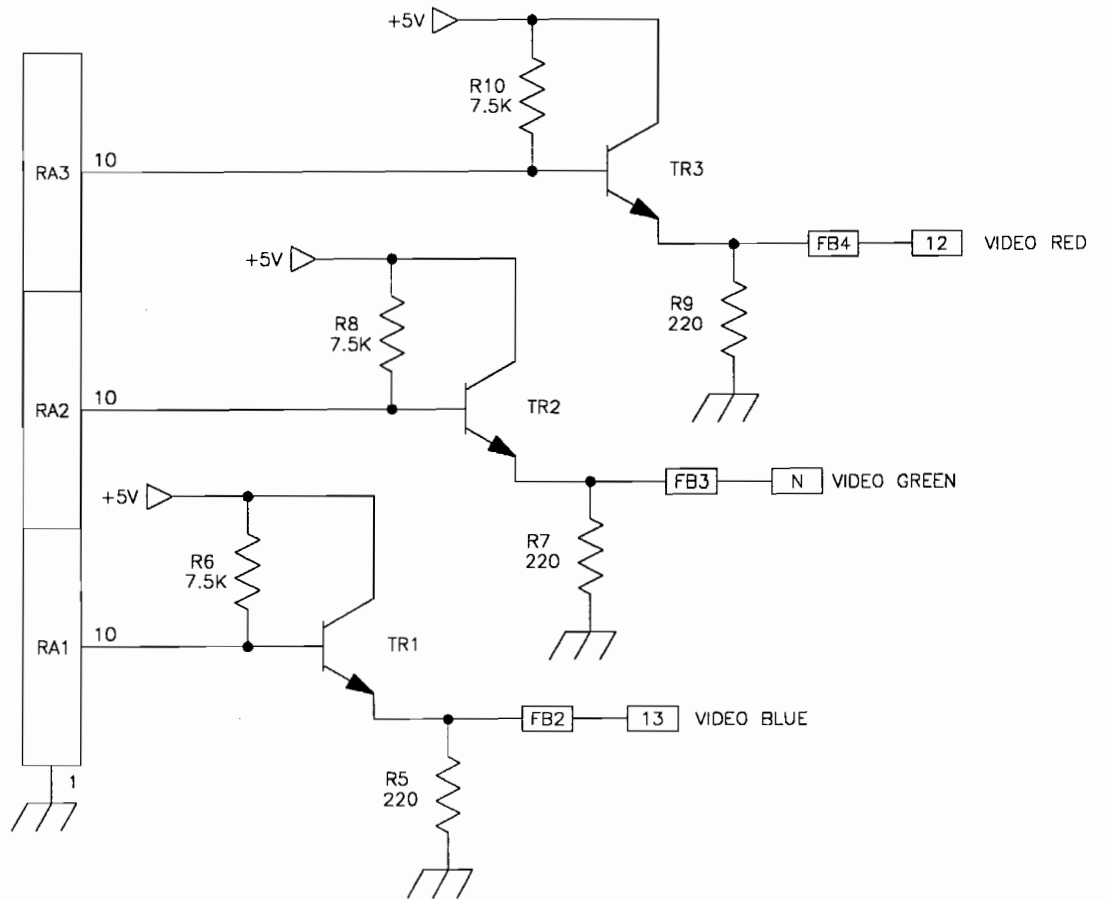 +5V
R10
7.5K
RA3
10
TR3
FB4
12
VIDEO RED
+5V
R9
220
R8
7.5K
RA2
10
TR2
FB3
N
VIDEO GREEN
+5V
R7
220
R6
7.5K
RA1
10
TR1
FB2
13
VIDEO BLUE
1
R5
220